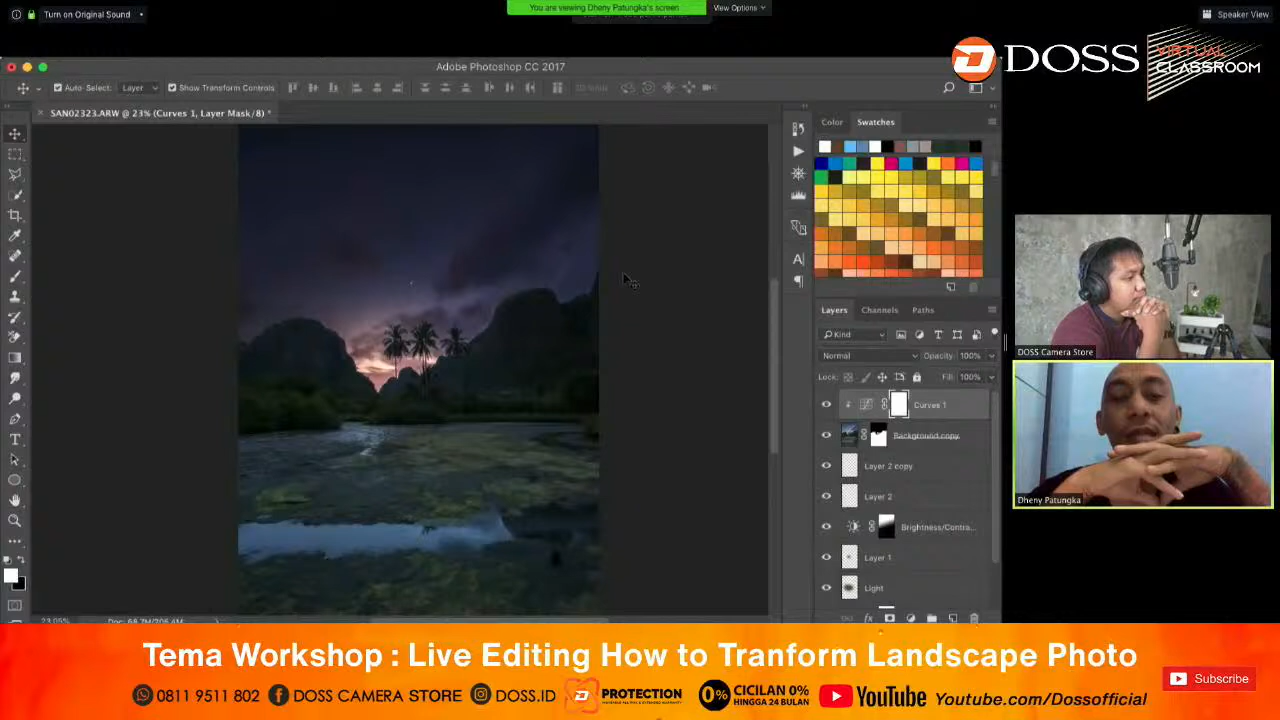 Turn on Original Sound
You are viewing Dheny Patungka's screen
View Options
Speaker View
DOSS
VIRTUAL
CLASSROOM
Adobe Photoshop CC 2017
Auto-Select:
Layer
Show Transform Controls
SAN02323.ARW @ 23% (Curves 1, Layer Mask/8) *
Color
Swatches
Layers
Channels
Paths
Kind
Normal
Opacity:
100%
Lock:
Fill:
100%
Curves 1
Background copy
Layer 2 copy
Layer 2
Brightness/Contra...
Layer 1
Light
DOSS Camera Store
Dheny Patungka
Tema Workshop : Live Editing How to Tranform Landscape Photo
Subscribe
0811 9511 802
DOSS CAMERA STORE
DOSS.ID
PROTECTION
0%
CICILAN 0%
HINGGA 24 BULAN
YouTube
Youtube.com/Dossofficial